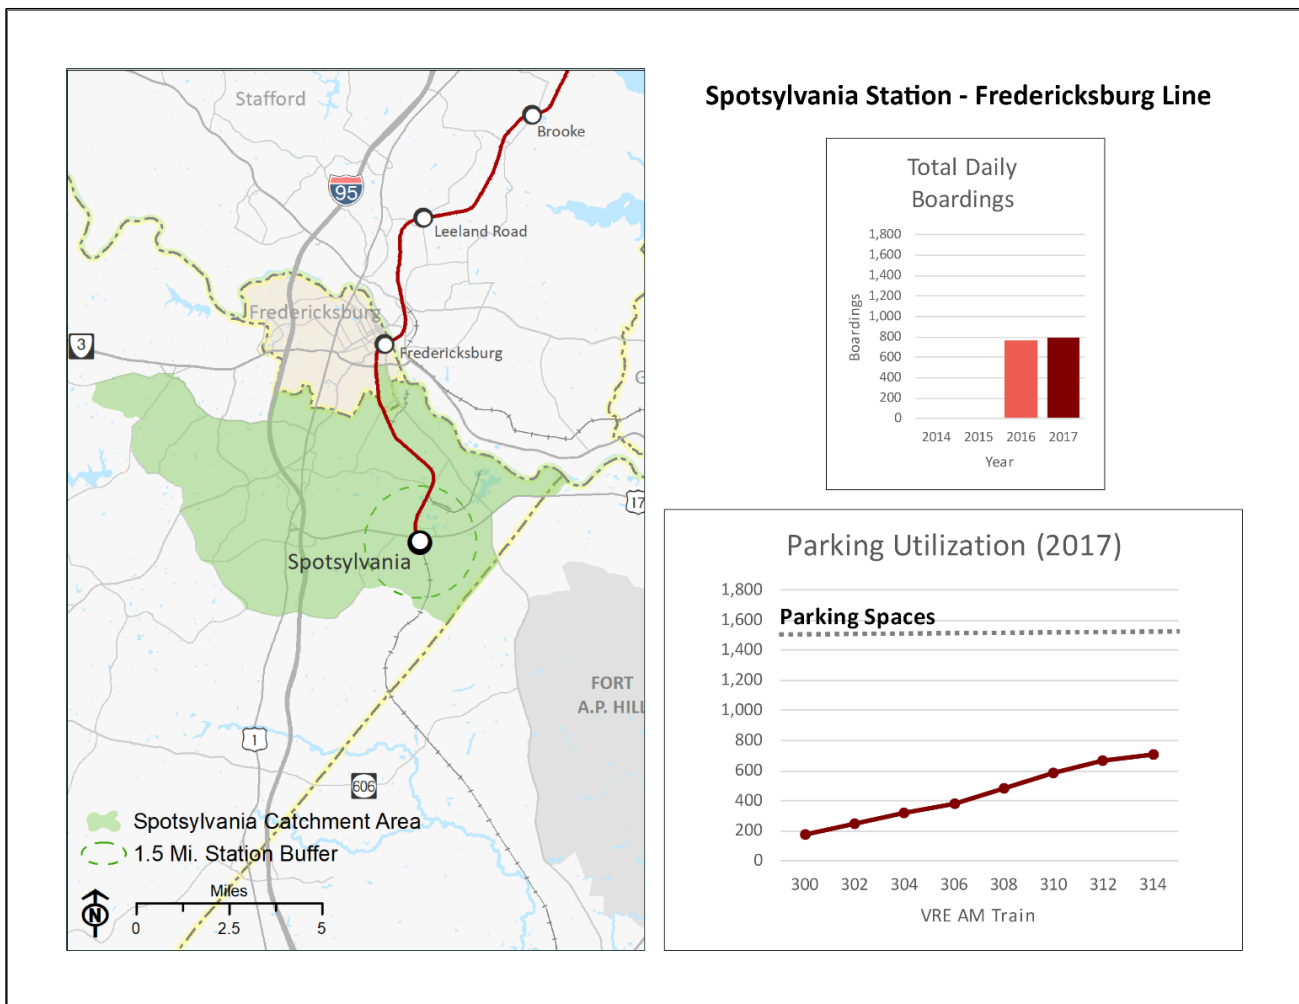 Stafford
Brooke
95
Leeland Road
Fredericksburg
3
Fredericksburg
G
17
Spotsylvania
FORT
A.P. HILL
1
606
Spotsylvania Catchment Area
1.5 Mi. Station Buffer
Miles
N
0 2.5 5
Spotsylvania Station - Fredericksburg Line
Total Daily
Boardings
1,800
1,600
1,400
1,200
1,000
800
600
400
200
0
Boardings
2014 2015 2016 2017
Year
Parking Utilization (2017)
1,800
1,600
1,400
1,200
1,000
800
600
400
200
0
Parking Spaces
300 302 304 306 308 310 312 314
VRE AM Train